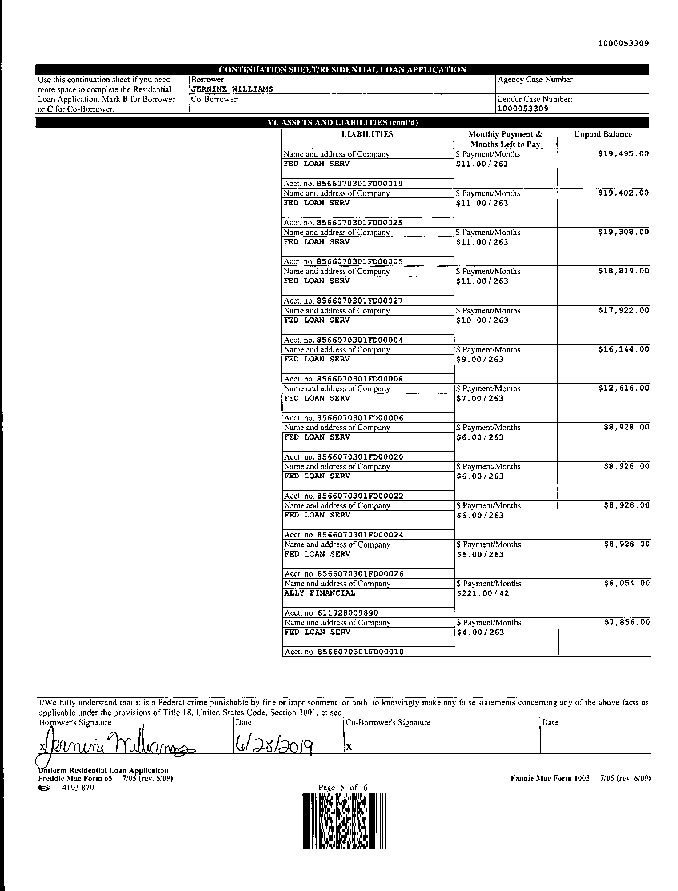 1000053309
CONTINUATION SHEET/RESIDENTIAL LOAN APPLICATION
Use this continuation sheet if you need more space to complete the Residential Loan Application. Mark B for Borrower or C for Co-Borrower.
Borrower
JERNINE WILLIAMS
Co-Borrower
Agency Case Number
Lender Case Number:
1000053309
VI. ASSETS AND LIABILITIES (cont'd)
LIABILITIES
Monthly Payment & Months Left to Pay
Unpaid Balance
Name and address of Company $ Payment/Months $19,495.00
FED LOAN SERV $11.00/263
Acct. no. 8566070301FD00019
Name and address of Company $ Payment/Months $19,402.00
FED LOAN SERV $11.00/263
Acct. no. 8566070301FD00025
Name and address of Company $ Payment/Months $19,308.00
FED LOAN SERV $11.00/263
Acct. no. 8566070301FD00005
Name and address of Company $ Payment/Months $18,819.00
FED LOAN SERV $11.00/263
Acct. no. 8566070301FD00027
Name and address of Company $ Payment/Months $17,922.00
FED LOAN SERV $10.00/263
Acct. no. 8566070301FD00004
Name and address of Company $ Payment/Months $16,144.00
FED LOAN SERV $9.00/263
Acct. no. 8566070301FD00008
Name and address of Company $ Payment/Months $12,616.00
FED LOAN SERV $7.00/263
Acct. no. 8566070301FD00006
Name and address of Company $ Payment/Months $8,928.00
FED LOAN SERV $6.00/263
Acct. no. 8566070301FD00020
Name and address of Company $ Payment/Months $8,928.00
FED LOAN SERV $6.00/263
Acct. no. 8566070301FD00022
Name and address of Company $ Payment/Months $8,928.00
FED LOAN SERV $5.00/263
Acct. no. 8566070301FD00024
Name and address of Company $ Payment/Months $8,928.00
FED LOAN SERV $5.00/263
Acct. no. 8566070301FD00026
Name and address of Company $ Payment/Months $8,054.00
ALLY FINANCIAL $221.00/42
Acct. no. 611928009890
Name and address of Company $ Payment/Months $7,856.00
FED LOAN SERV $4.00/263
Acct. no. 8566070301FD00010
I/We fully understand that it is a Federal crime punishable by fine or imprisonment, or both, to knowingly make any false statements concerning any of the above facts as
applicable under the provisions of Title 18, United States Code, Section 1001, et seq.
Borrower's Signature Date Co-Borrower's Signature Date
X Jernine Williams 6/28/2019 X
Uniform Residential Loan Application
Freddie Mac Form 65 7/05 (rev. 6/09) Fannie Mae Form 1003 7/05 (rev. 6/09)
Page 5 of 6